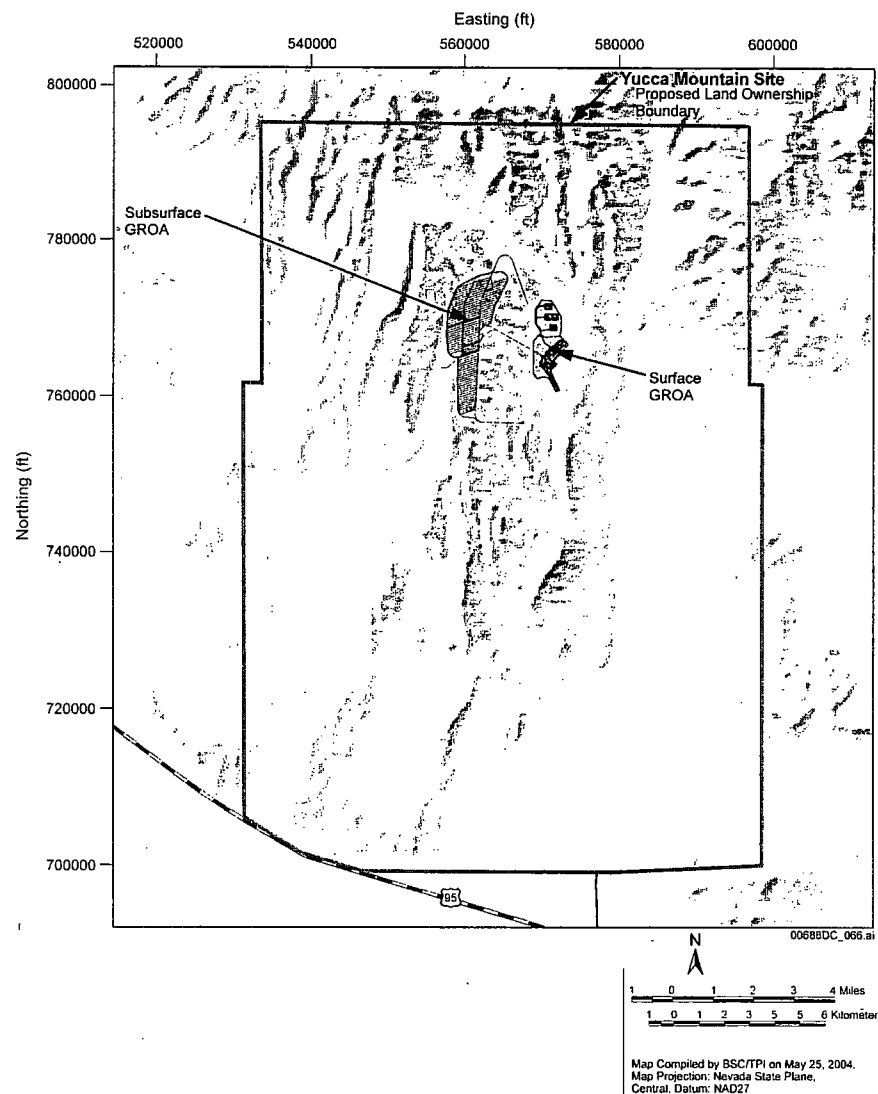 Easting (ft)
520000
540000
560000
580000
600000
800000
780000
760000
740000
720000
700000
Northing (ft)
Yucca Mountain Site
Proposed Land Ownership
Boundary
Subsurface
GROA
Surface
GROA
95
00688DC_066.ai
N
1 0 1 2 3 4 Miles
1 0 1 2 3 5 5 6 Kilometer
Map Compiled by BSC/TPI on May 25, 2004.
Map Projection: Nevada State Plane,
Central, Datum: NAD27